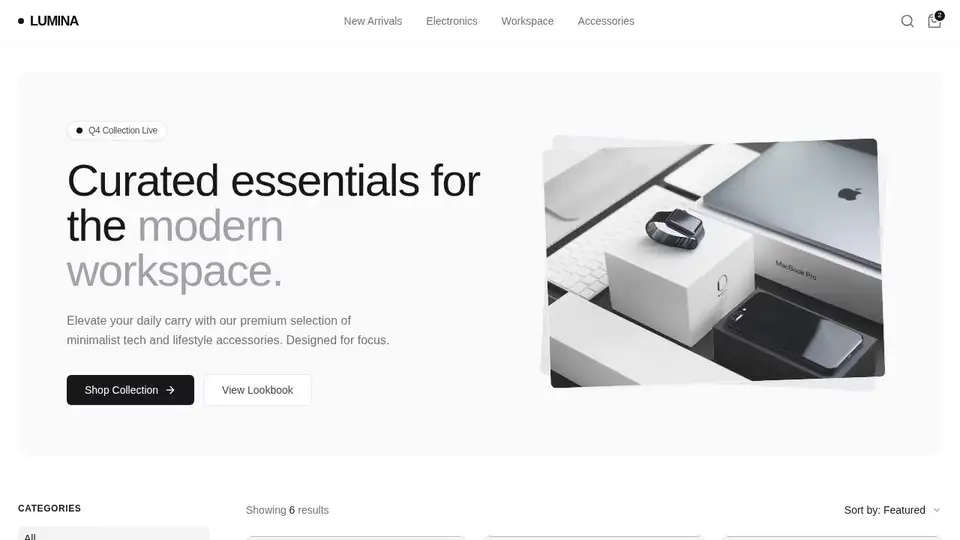 LUMINA
New Arrivals
Electronics
Workspace
Accessories
2
Q4 Collection Live
Curated essentials for
the modern
workspace.
Elevate your daily carry with our premium selection of
minimalist tech and lifestyle accessories. Designed for focus.
MacBook Pro
Shop Collection
View Lookbook
CATEGORIES
Showing 6 results
Sort by: Featured
All